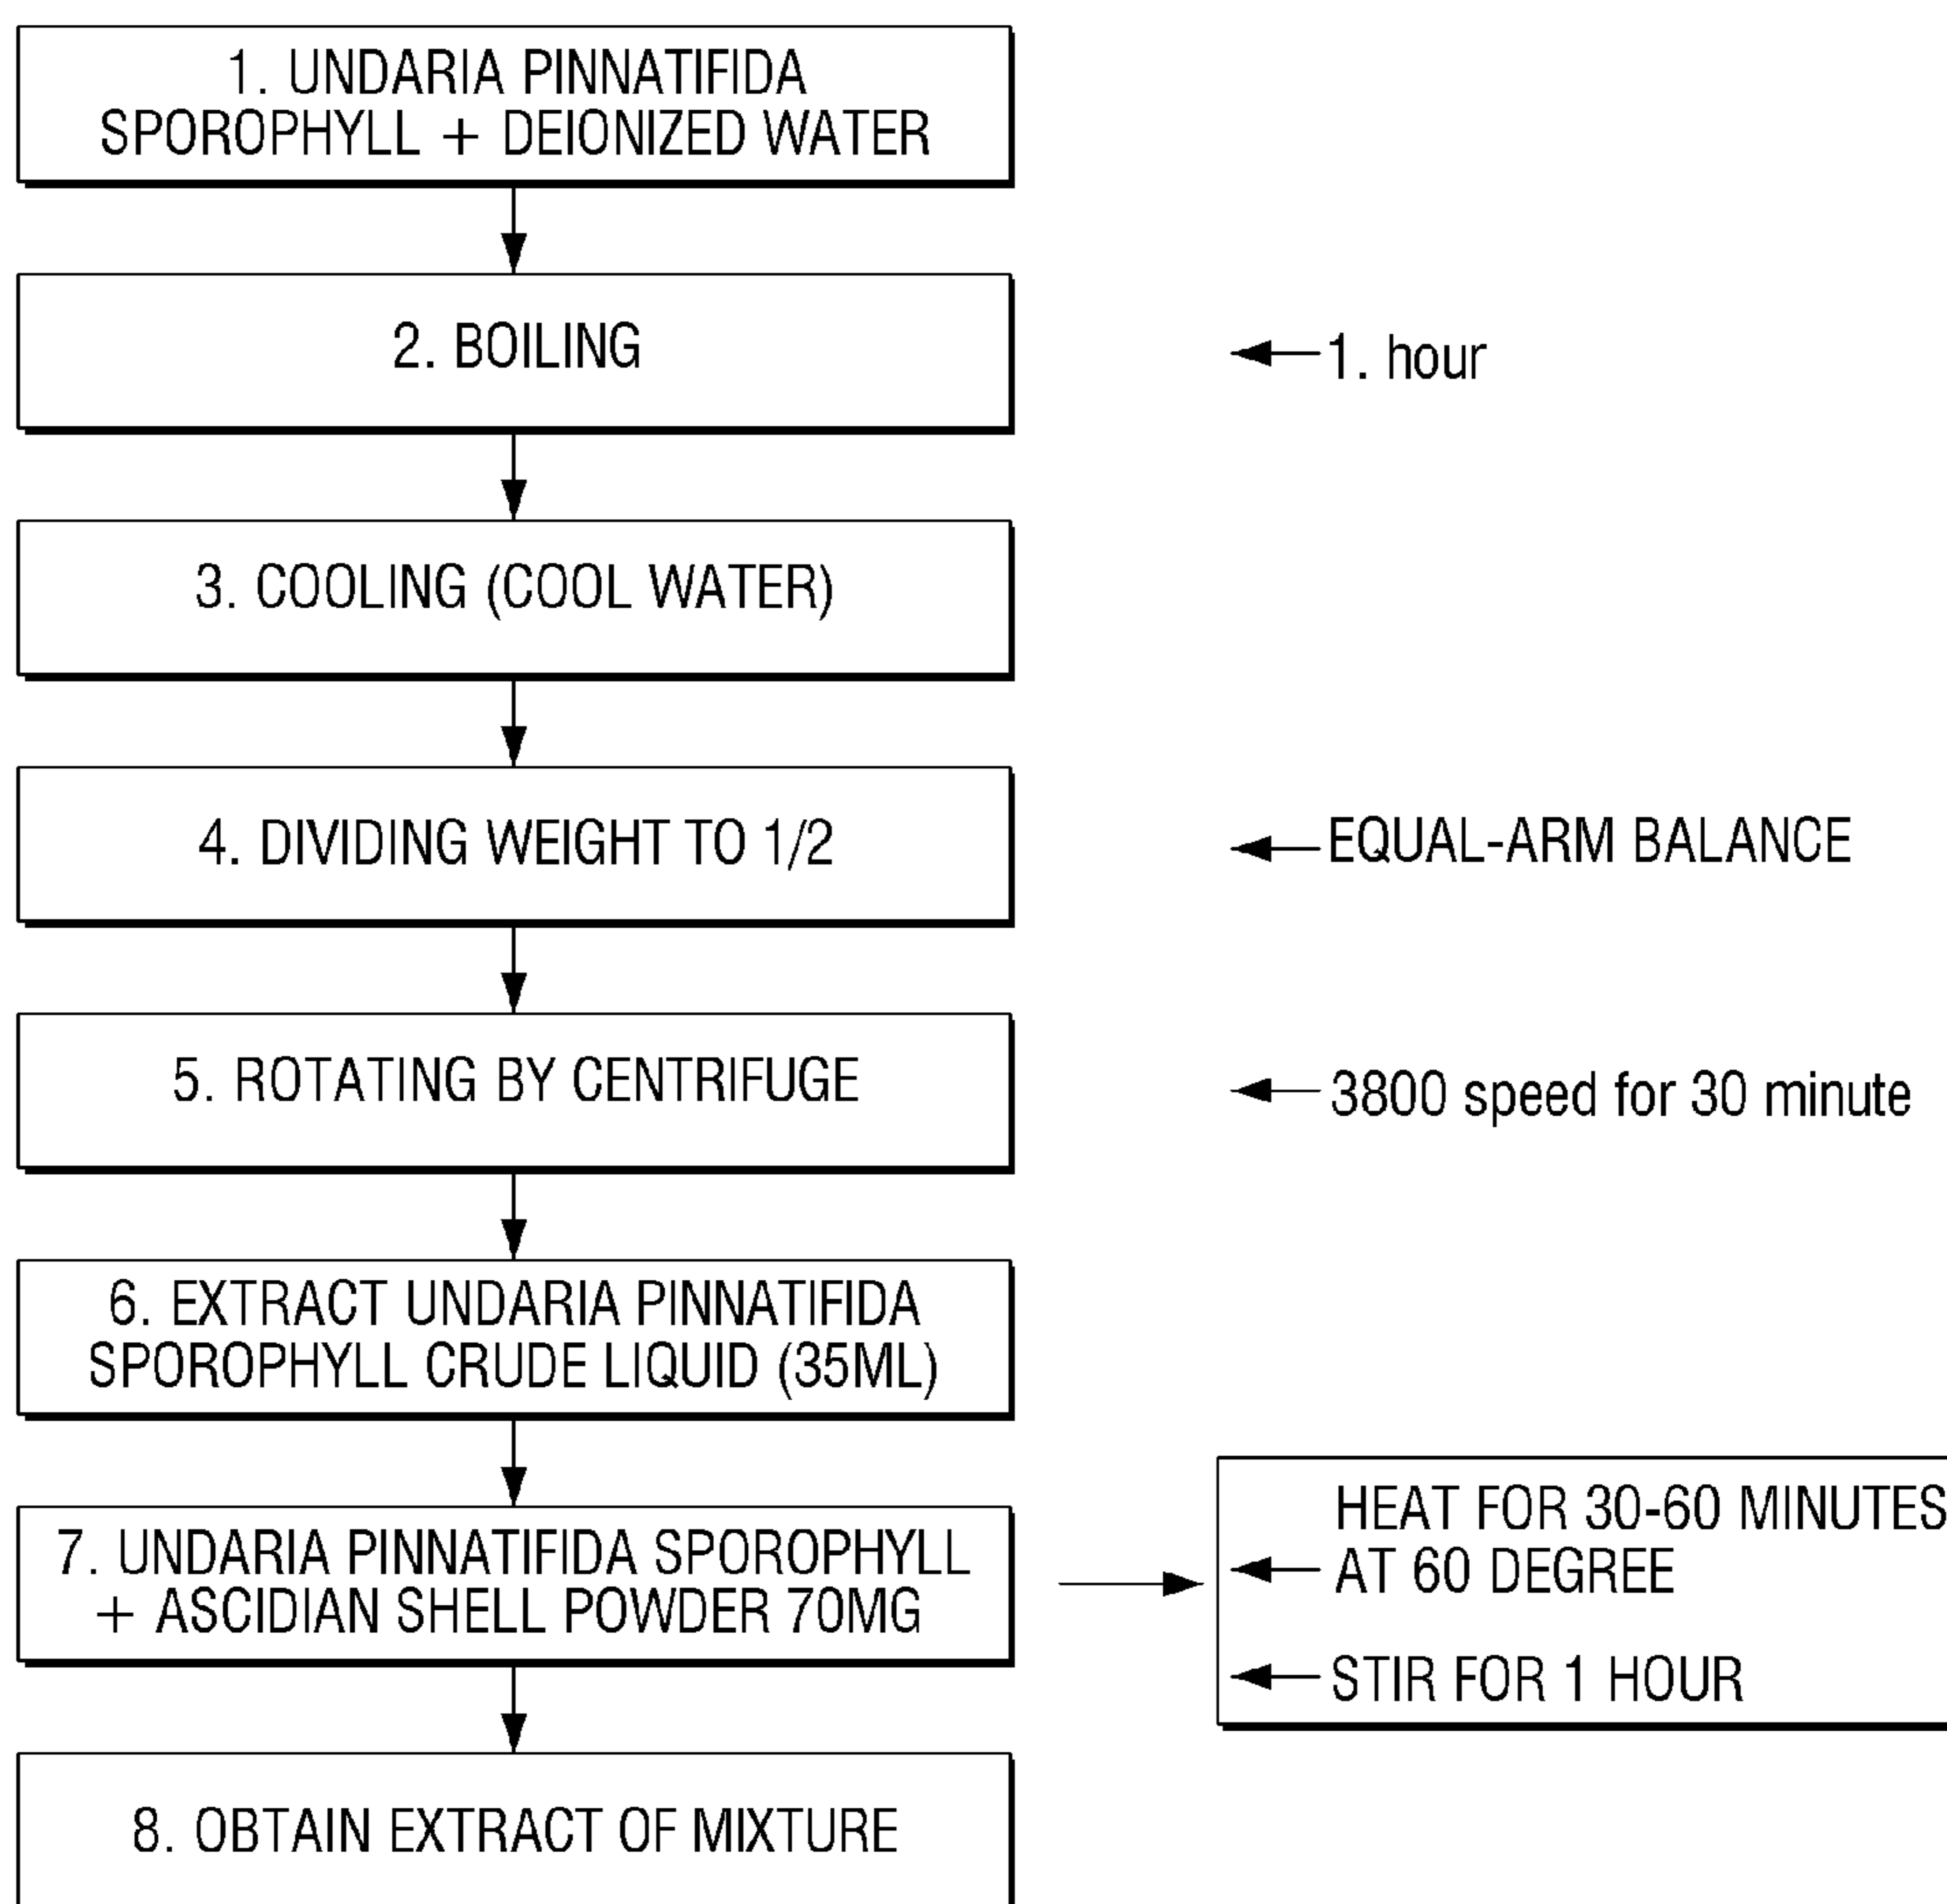 1. UNDARIA PINNATIFIDA
SPOROPHYLL + DEIONIZED WATER
2. BOILING
1. hour
3. COOLING (COOL WATER)
4. DIVIDING WEIGHT TO 1/2
EQUAL-ARM BALANCE
5. ROTATING BY CENTRIFUGE
3800 speed for 30 minute
6. EXTRACT UNDARIA PINNATIFIDA
SPOROPHYLL CRUDE LIQUID (35ML)
7. UNDARIA PINNATIFIDA SPOROPHYLL
+ ASCIDIAN SHELL POWDER 70MG
HEAT FOR 30-60 MINUTES
AT 60 DEGREE
STIR FOR 1 HOUR
8. OBTAIN EXTRACT OF MIXTURE